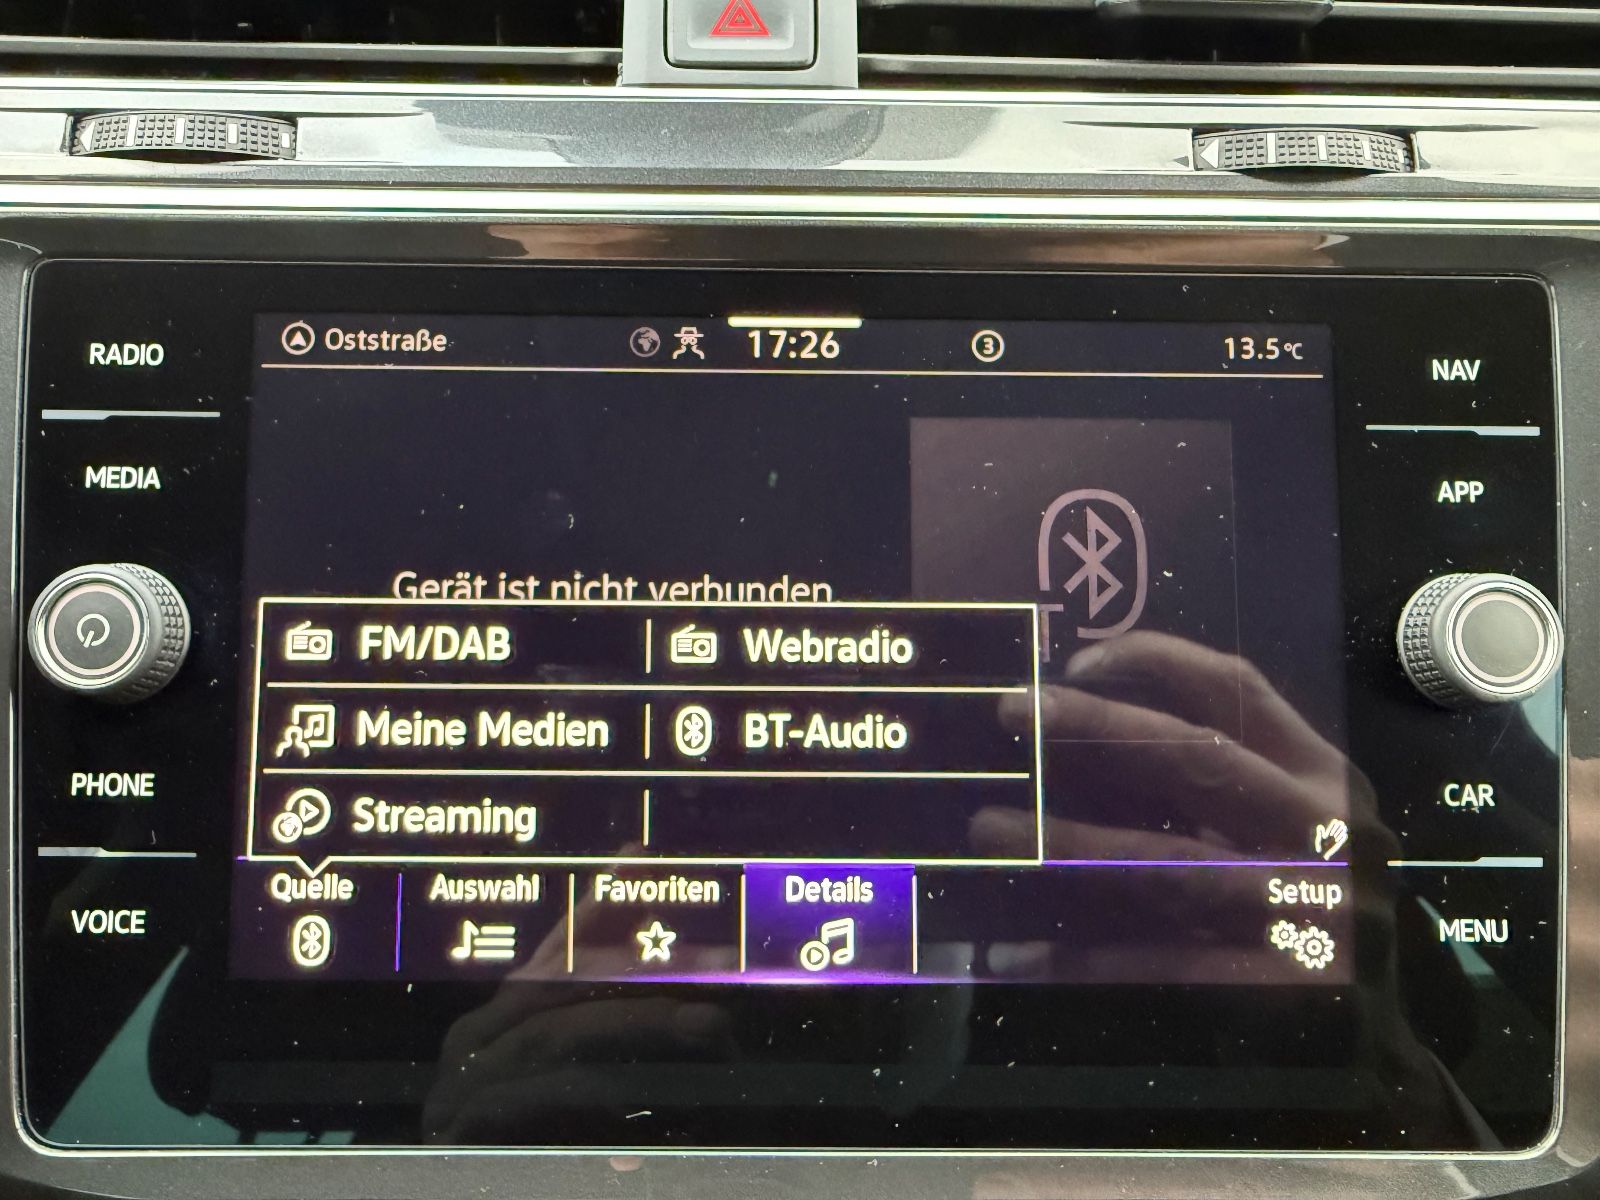 RADIO
MEDIA
PHONE
VOICE
Oststraße
17:26
3
13.5°C
Gerät ist nicht verbunden.
FM/DAB
Webradio
Meine Medien
BT-Audio
Streaming
Quelle
Auswahl
Favoriten
Details
Setup
NAV
APP
CAR
MENU